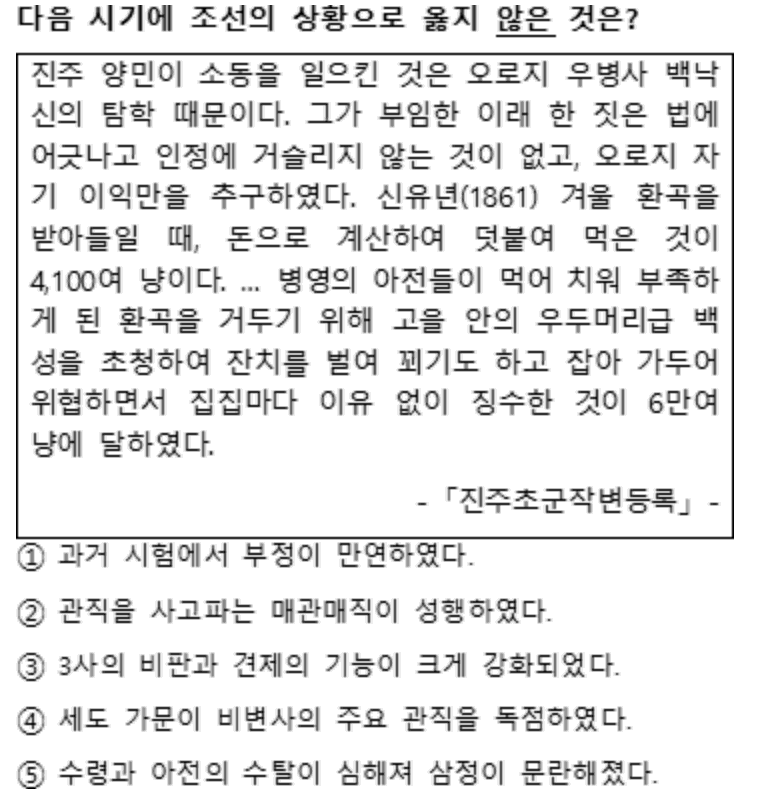 다음 시기에 조선의 상황으로 옳지 않은 것은?
진주 양민이 소동을 일으킨 것은 오로지 우병사 백낙
신의 탐학 때문이다. 그가 부임한 이래 한 짓은 법에
어긋나고 인정에 거슬리지 않는 것이 없고, 오로지 자
기 이익만을 추구하였다. 신유년(1861) 겨울 환곡을
받아들일 때, 돈으로 계산하여 덧붙여 먹은 것이
4,100여 냥이다. ... 병영의 아전들이 먹어 치워 부족하
게 된 환곡을 거두기 위해 고을 안의 우두머리급 백
성을 초청하여 잔치를 벌여 꾀기도 하고 잡아 가두어
위협하면서 집집마다 이유 없이 징수한 것이 6만여
냥에 달하였다.
-「진주초군작변등록」-
① 과거 시험에서 부정이 만연하였다.
② 관직을 사고파는 매관매직이 성행하였다.
③ 3사의 비판과 견제의 기능이 크게 강화되었다.
④ 세도 가문이 비변사의 주요 관직을 독점하였다.
⑤ 수령과 아전의 수탈이 심해져 삼정이 문란해졌다.